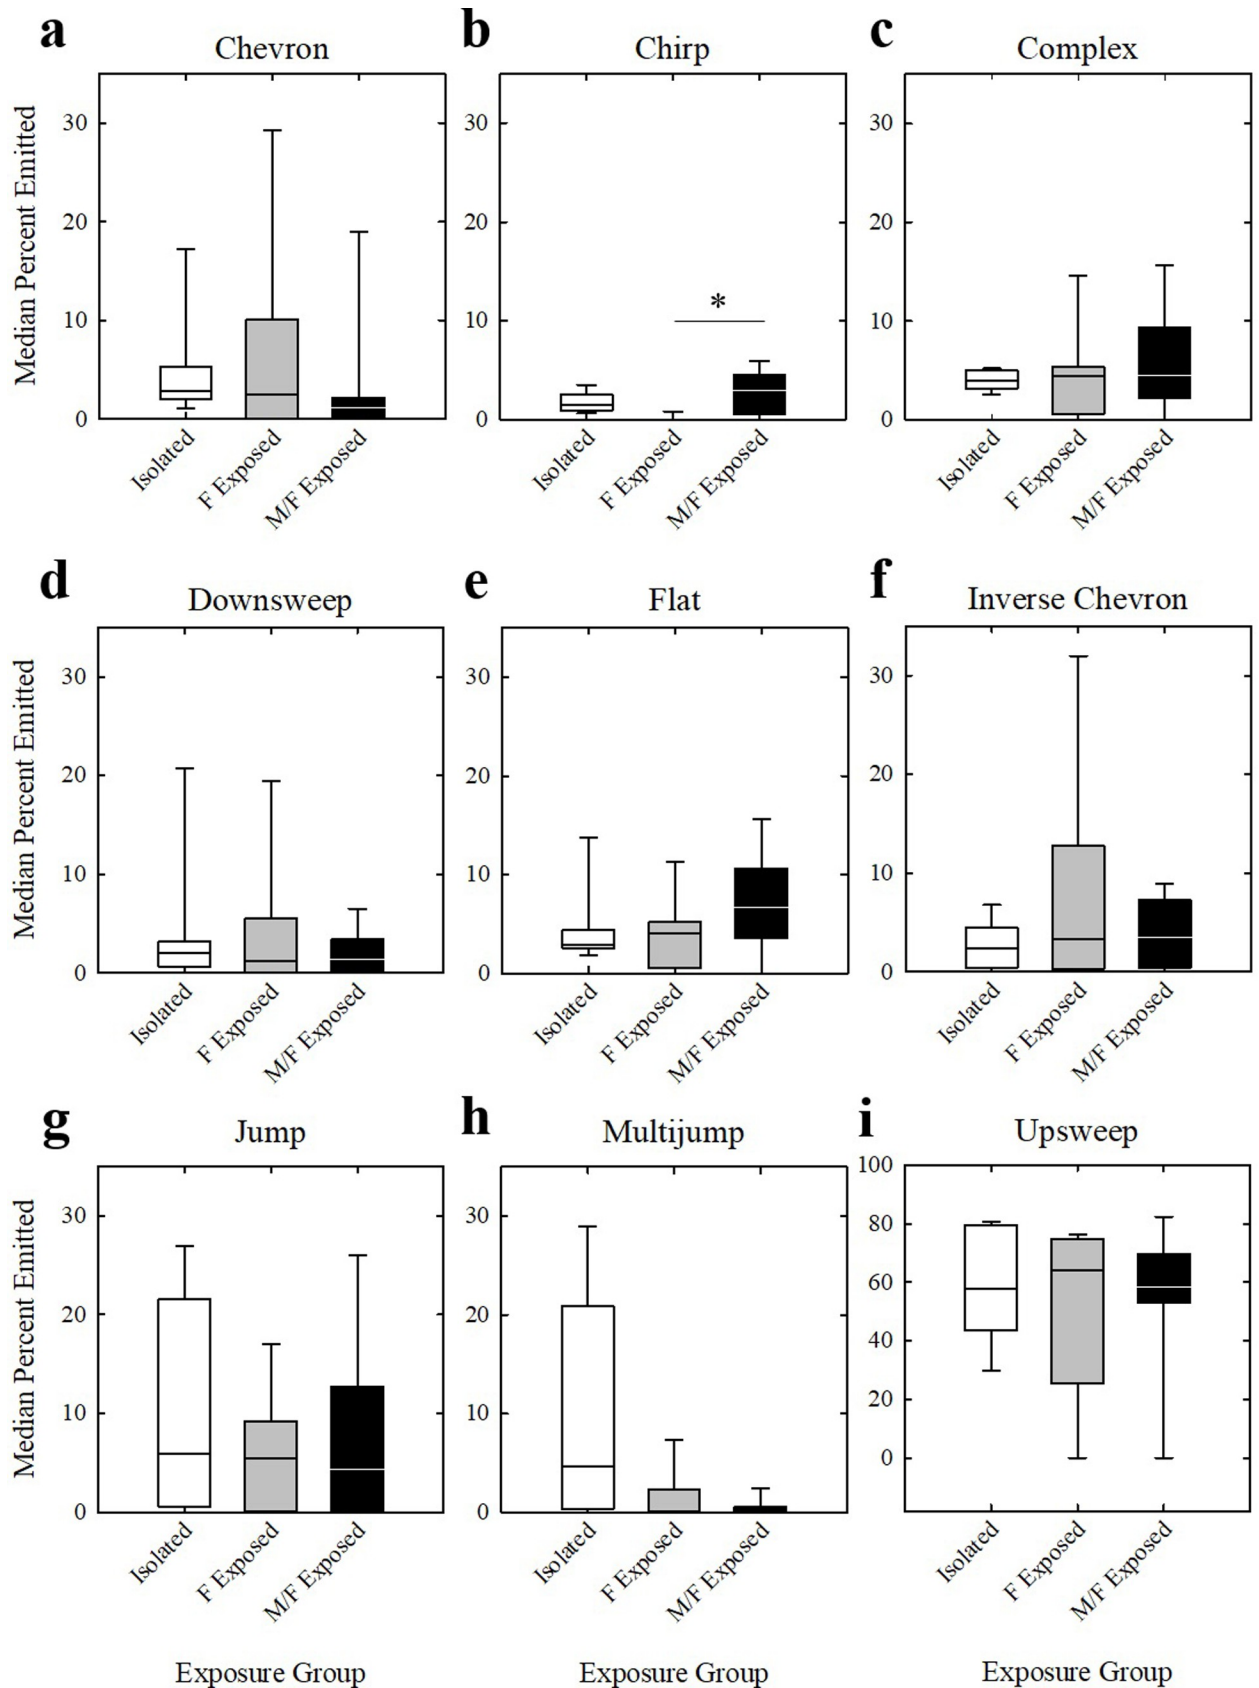 a
Chevron
b
Chirp
c
Complex
Median Percent Emitted
30
20
10
0
30
20
10
0
30
20
10
0
*
Isolated
F Exposed
M/F Exposed
Isolated
F Exposed
M/F Exposed
Isolated
F Exposed
M/F Exposed
d
Downsweep
e
Flat
f
Inverse Chevron
Median Percent Emitted
30
20
10
0
30
20
10
0
30
20
10
0
Isolated
F Exposed
M/F Exposed
Isolated
F Exposed
M/F Exposed
Isolated
F Exposed
M/F Exposed
g
Jump
h
Multijump
i
Upsweep
Median Percent Emitted
30
20
10
0
30
20
10
0
100
80
60
40
20
0
Isolated
F Exposed
M/F Exposed
Isolated
F Exposed
M/F Exposed
Isolated
F Exposed
M/F Exposed
Exposure Group
Exposure Group